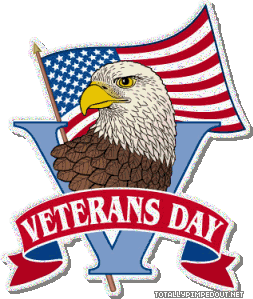 V
VETERANS DAY
TOTALLYPIMPEDOUT.NET